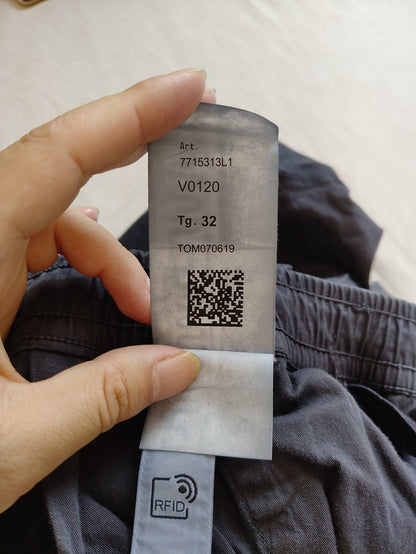 Art.
7715313L1
V0120
Tg. 32
TOM070619
RFID